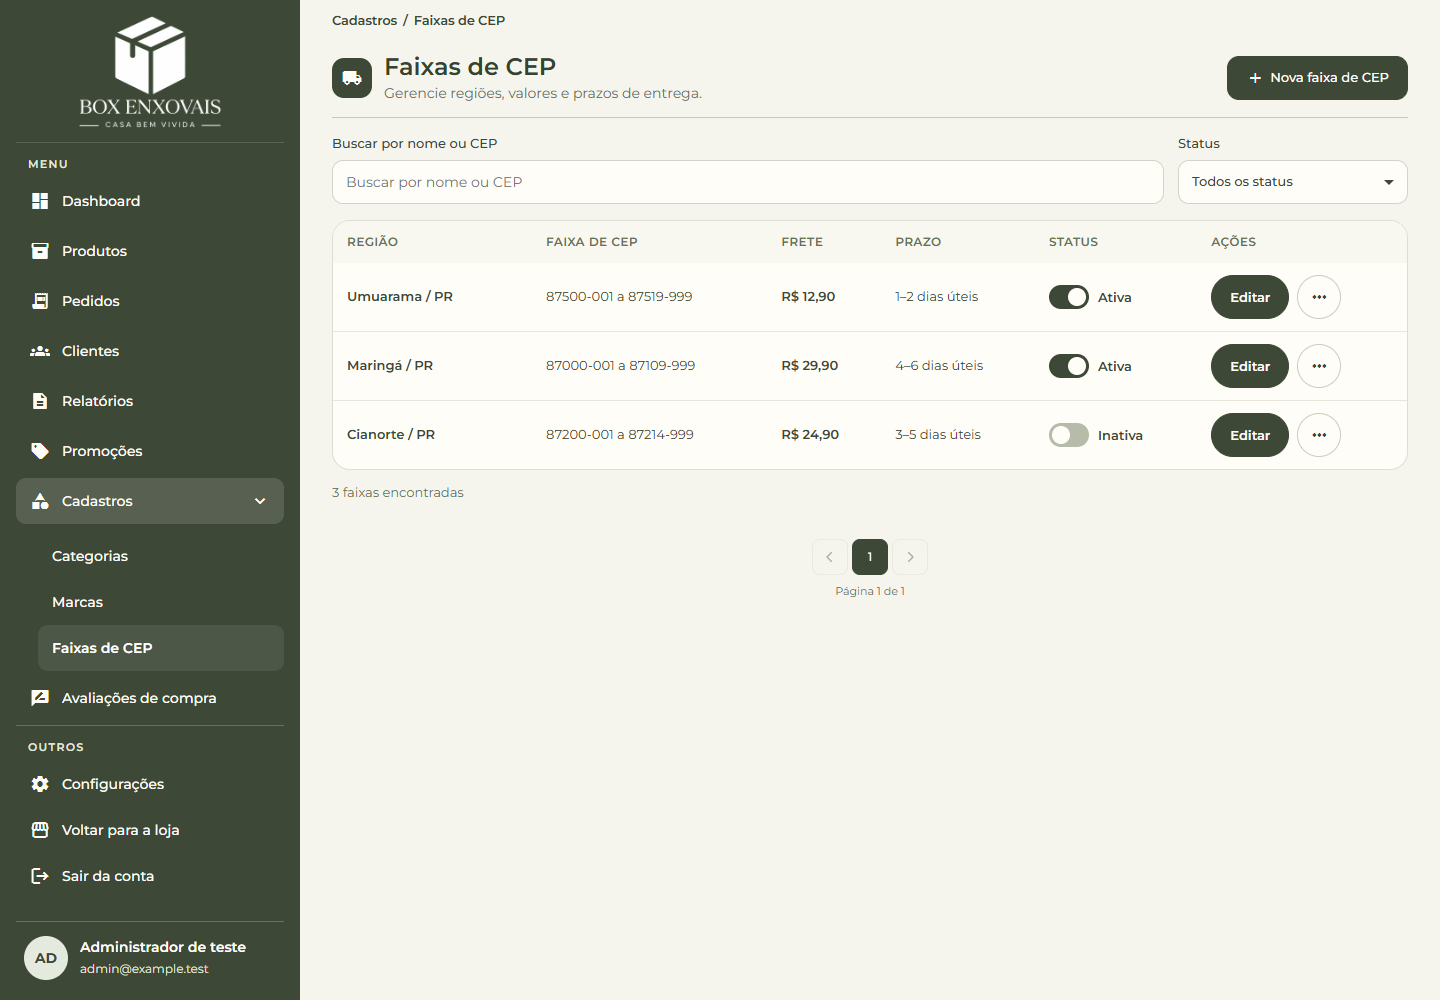 BOX ENXOVAIS
CASA BEM VIVIDA
MENU
Dashboard
Produtos
Pedidos
Clientes
Relatórios
Promoções
Cadastros
Categorias
Marcas
Faixas de CEP
Avaliações de compra
OUTROS
Configurações
Voltar para a loja
Sair da conta
AD
Administrador de teste
admin@example.test
Cadastros / Faixas de CEP
Faixas de CEP
Gerencie regiões, valores e prazos de entrega.
+ Nova faixa de CEP
Buscar por nome ou CEP
Status
Buscar por nome ou CEP
Todos os status
REGIÃO FAIXA DE CEP FRETE PRAZO STATUS AÇÕES
Umuarama / PR 87500-001 a 87519-999 R$ 12,90 1–2 dias úteis Ativa Editar
Maringá / PR 87000-001 a 87109-999 R$ 29,90 4–6 dias úteis Ativa Editar
Cianorte / PR 87200-001 a 87214-999 R$ 24,90 3–5 dias úteis Inativa Editar
3 faixas encontradas
1
Página 1 de 1